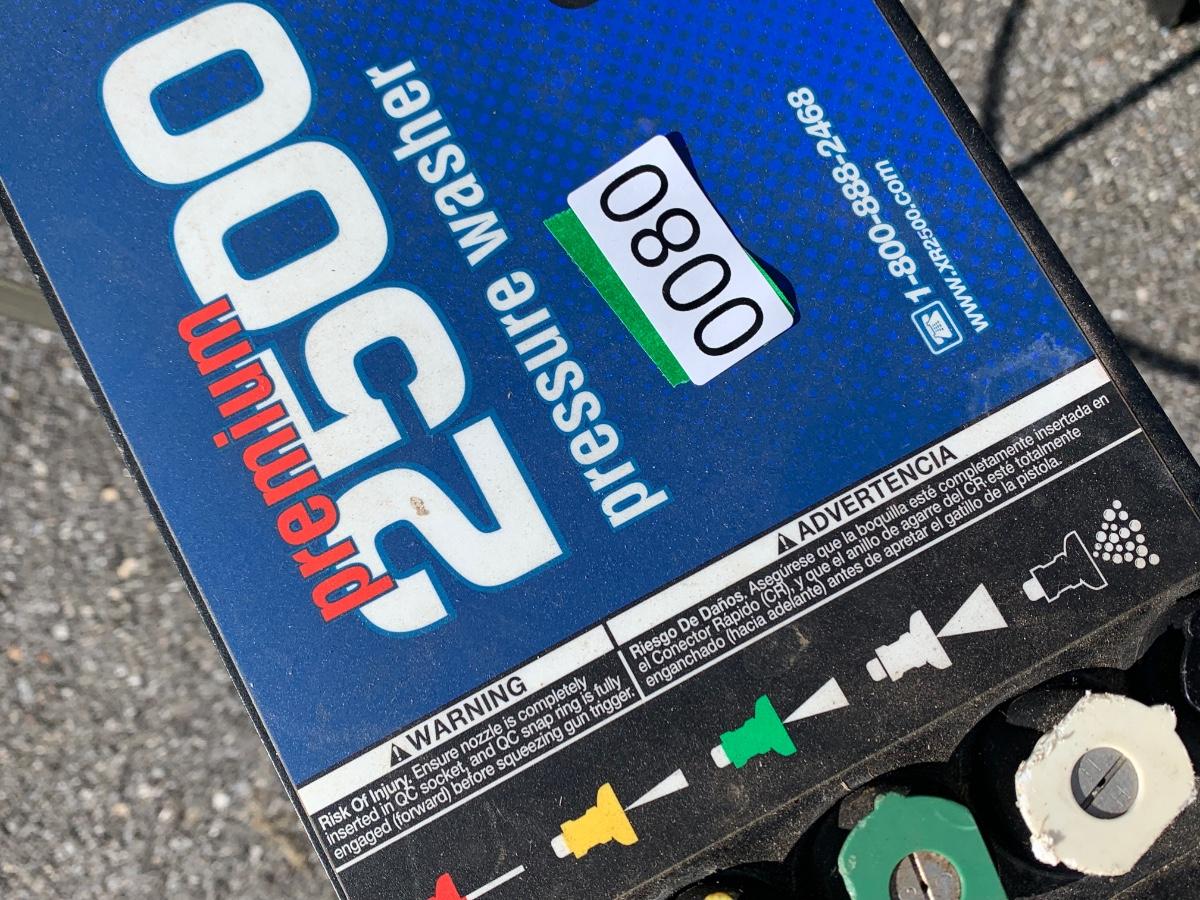 premium
2500
pressure washer
0080
1-800-888-2468
www.XR2500.com
WARNING
Risk Of Injury. Ensure nozzle is completely
inserted in QC socket, and QC snap ring is fully
engaged (forward) before squeezing gun trigger.
ADVERTENCIA
Riesgo De Daños. Asegúrese que la boquilla esté completamente insertada en
el Conector Rápido (CR), y que el anillo de agarre del CR esté totalmente
enganchado (hacia adelante) antes de apretar el gatillo de la pistola.